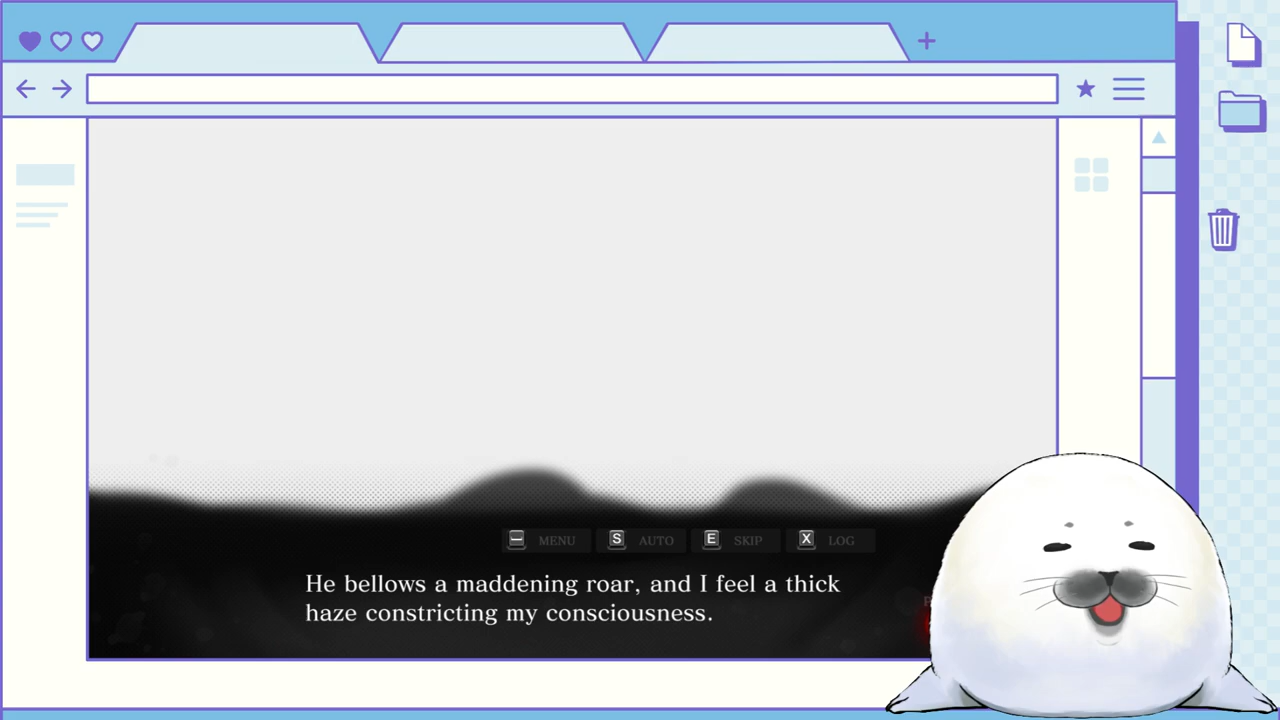 MENU S AUTO E SKIP X LOG
He bellows a maddening roar, and I feel a thick
haze constricting my consciousness.